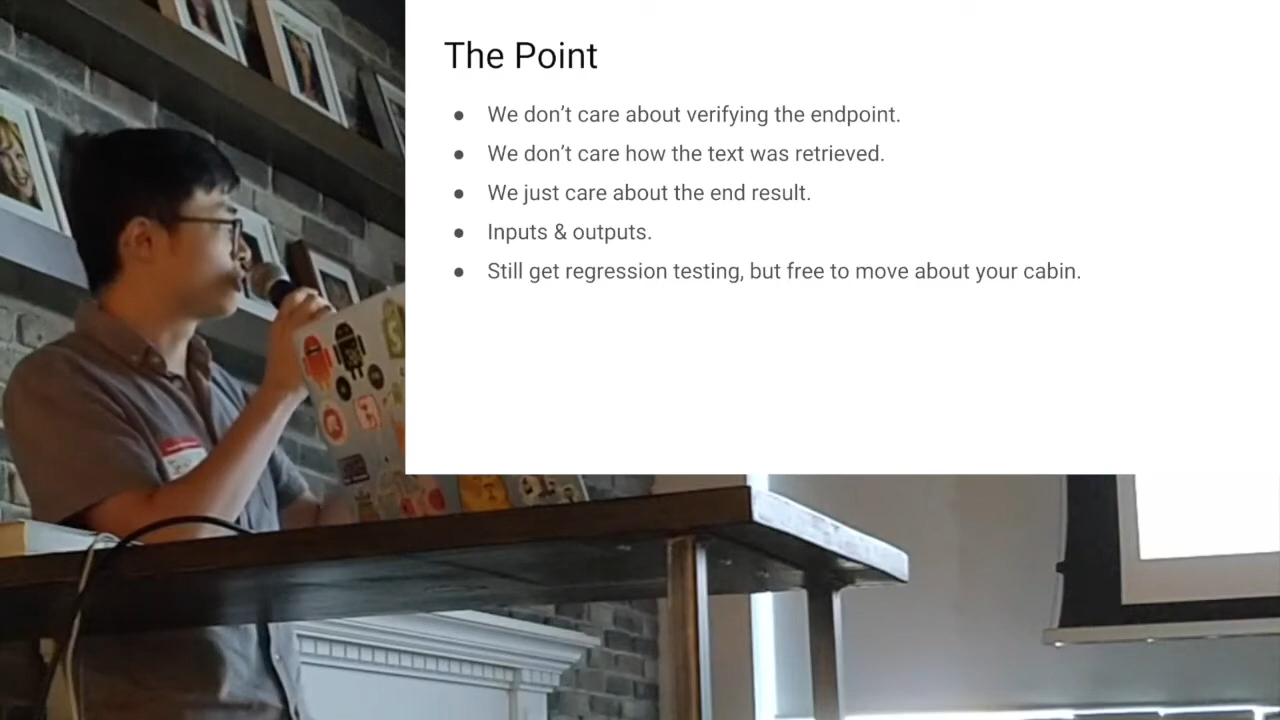 The Point
● We don’t care about verifying the endpoint.
● We don’t care how the text was retrieved.
● We just care about the end result.
● Inputs & outputs.
● Still get regression testing, but free to move about your cabin.